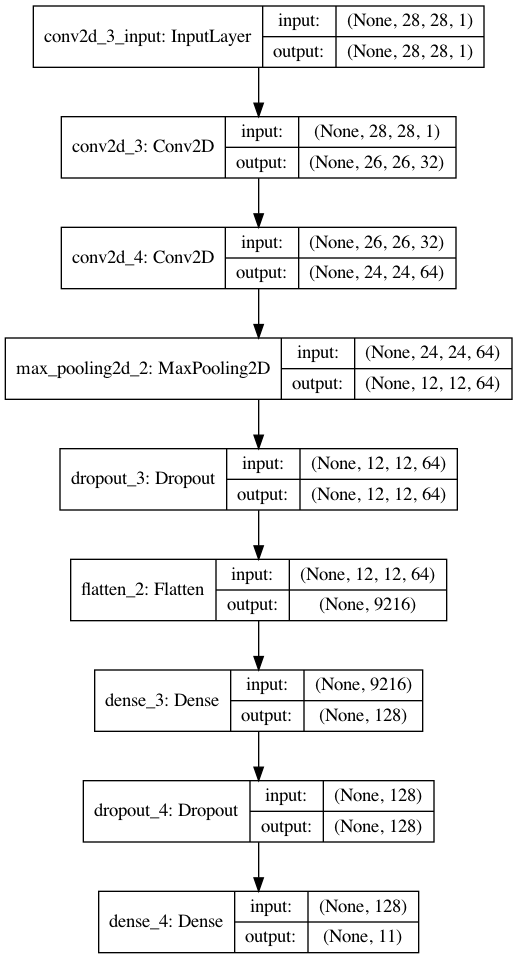 conv2d_3_input: InputLayer
input: (None, 28, 28, 1)
output: (None, 28, 28, 1)
conv2d_3: Conv2D
input: (None, 28, 28, 1)
output: (None, 26, 26, 32)
conv2d_4: Conv2D
input: (None, 26, 26, 32)
output: (None, 24, 24, 64)
max_pooling2d_2: MaxPooling2D
input: (None, 24, 24, 64)
output: (None, 12, 12, 64)
dropout_3: Dropout
input: (None, 12, 12, 64)
output: (None, 12, 12, 64)
flatten_2: Flatten
input: (None, 12, 12, 64)
output: (None, 9216)
dense_3: Dense
input: (None, 9216)
output: (None, 128)
dropout_4: Dropout
input: (None, 128)
output: (None, 128)
dense_4: Dense
input: (None, 128)
output: (None, 11)